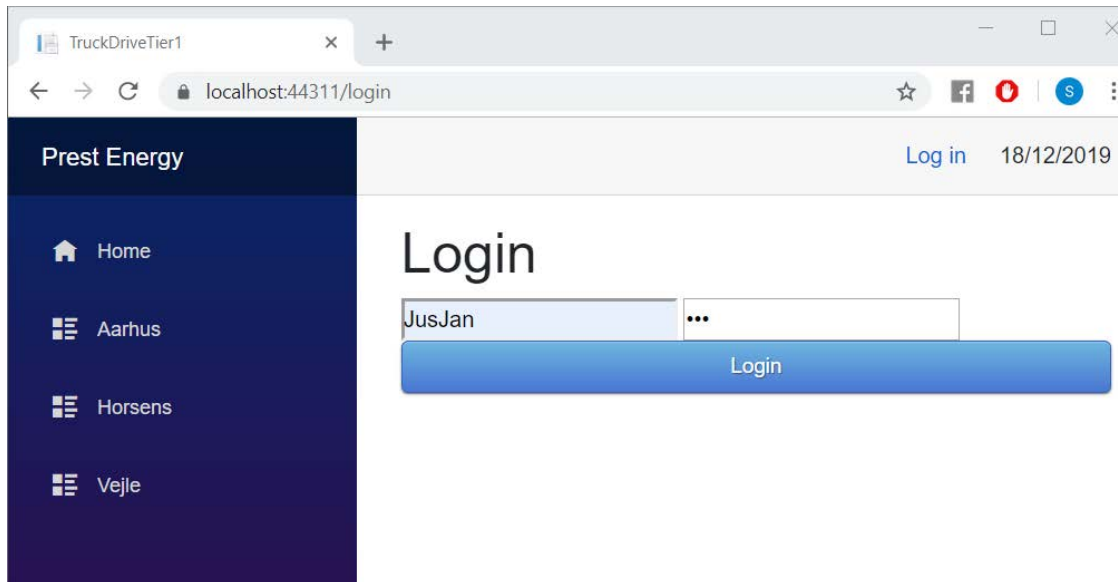 TruckDriveTier1
localhost:44311/login
S
Prest Energy
Log in 18/12/2019
Home
Aarhus
Horsens
Vejle
Login
JusJan •••
Login